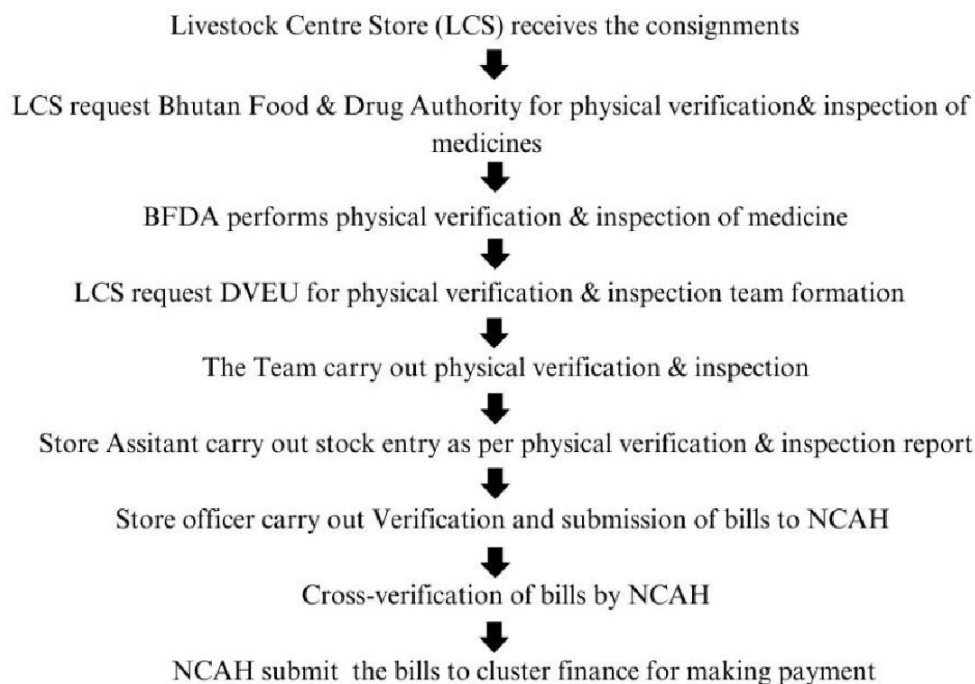 Livestock Centre Store (LCS) receives the consignments
LCS request Bhutan Food & Drug Authority for physical verification& inspection of
medicines
BFDA performs physical verification & inspection of medicine
LCS request DVEU for physical verification & inspection team formation
The Team carry out physical verification & inspection
Store Assitant carry out stock entry as per physical verification & inspection report
Store officer carry out Verification and submission of bills to NCAH
Cross-verification of bills by NCAH
NCAH submit the bills to cluster finance for making payment